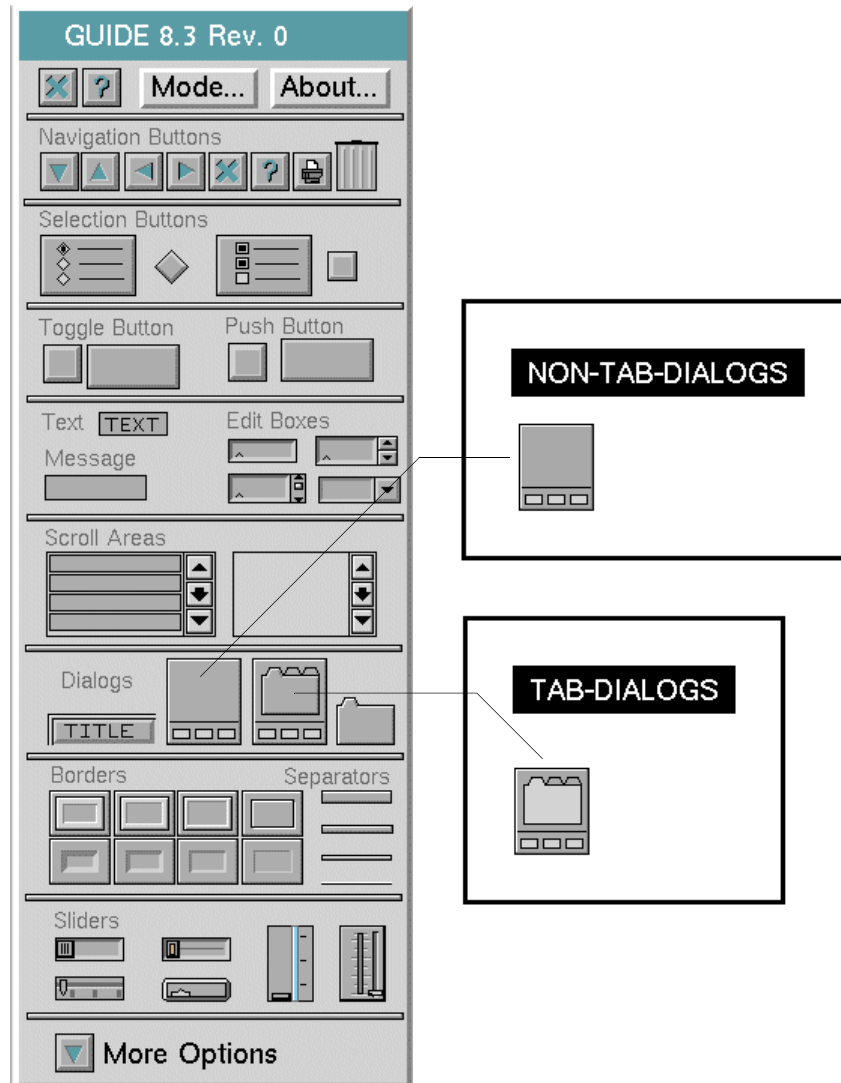 GUIDE 8.3 Rev. 0
? Mode... About...
Navigation Buttons
?
Selection Buttons
Toggle Button Push Button
Text TEXT Edit Boxes
Message
Scroll Areas
Dialogs
TITLE
Borders Separators
Sliders
More Options
NON-TAB-DIALOGS
TAB-DIALOGS